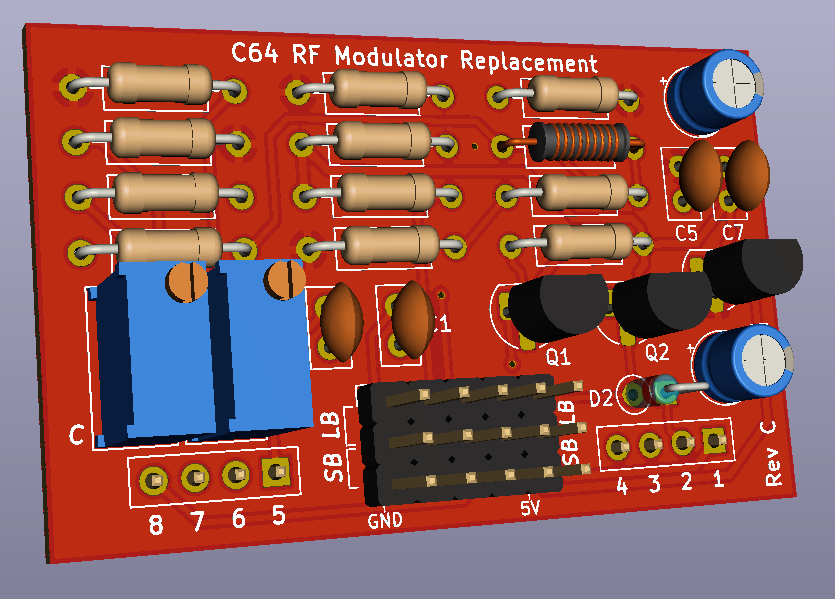 C64 RF Modulator Replacement
+
C5
C7
C1
Q1
Q2
+
D2
C
LB
SB
LB
SB
8 7 6 5
GND
5V
4 3 2 1
Rev C